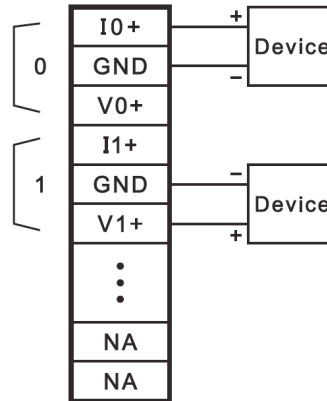 I0+
+
Device
0
GND
–
V0+
I1+
1
GND
–
Device
V1+
+
NA
NA